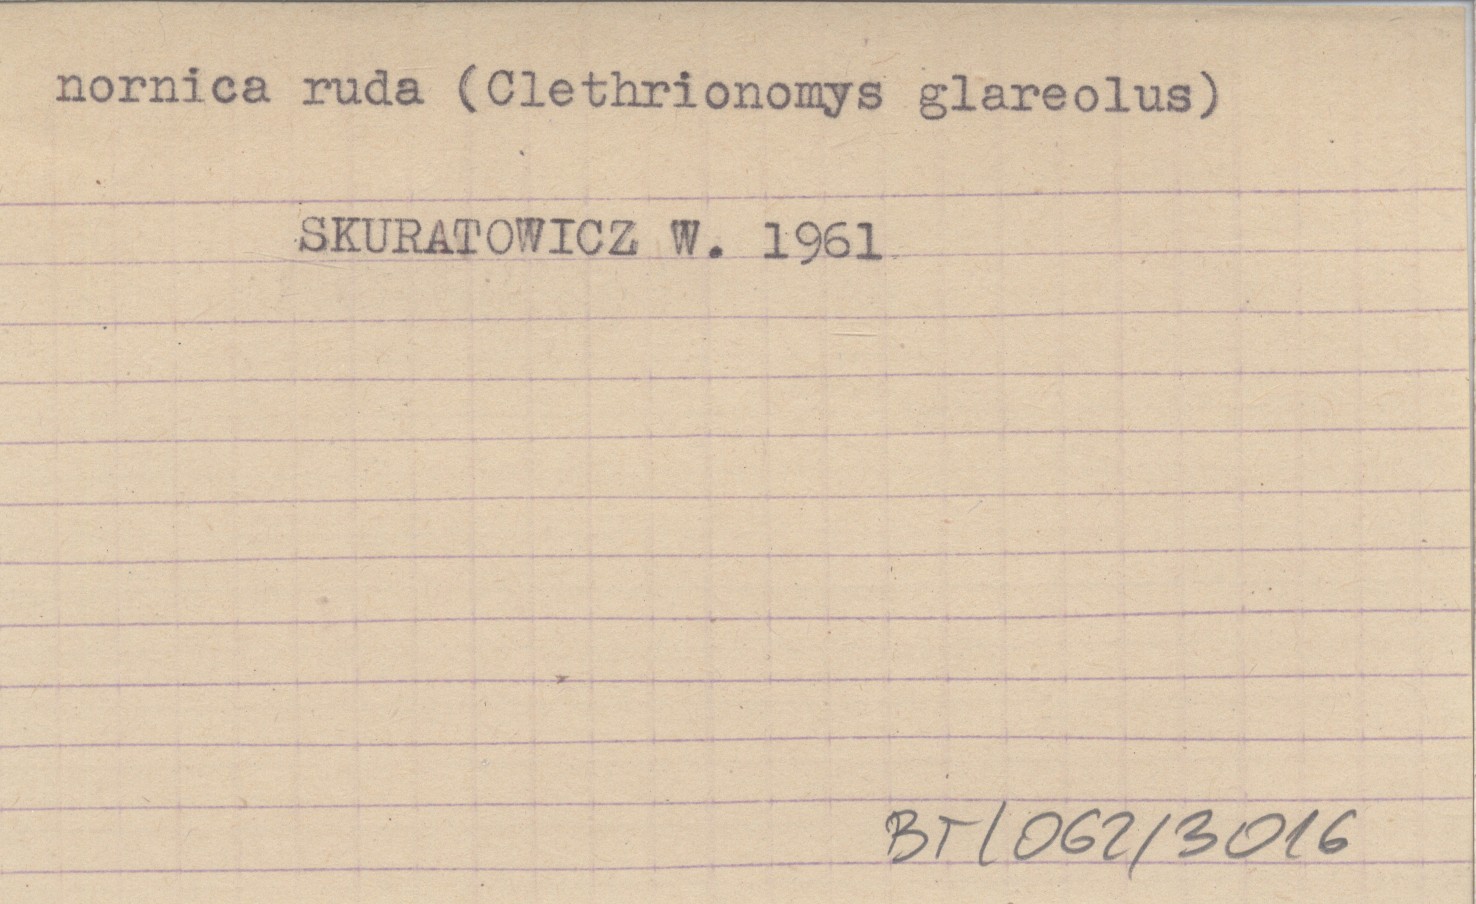 nornica ruda (Clethrionomys glareolus)
SKURATOWICZ W. 1961
BT/062/3016